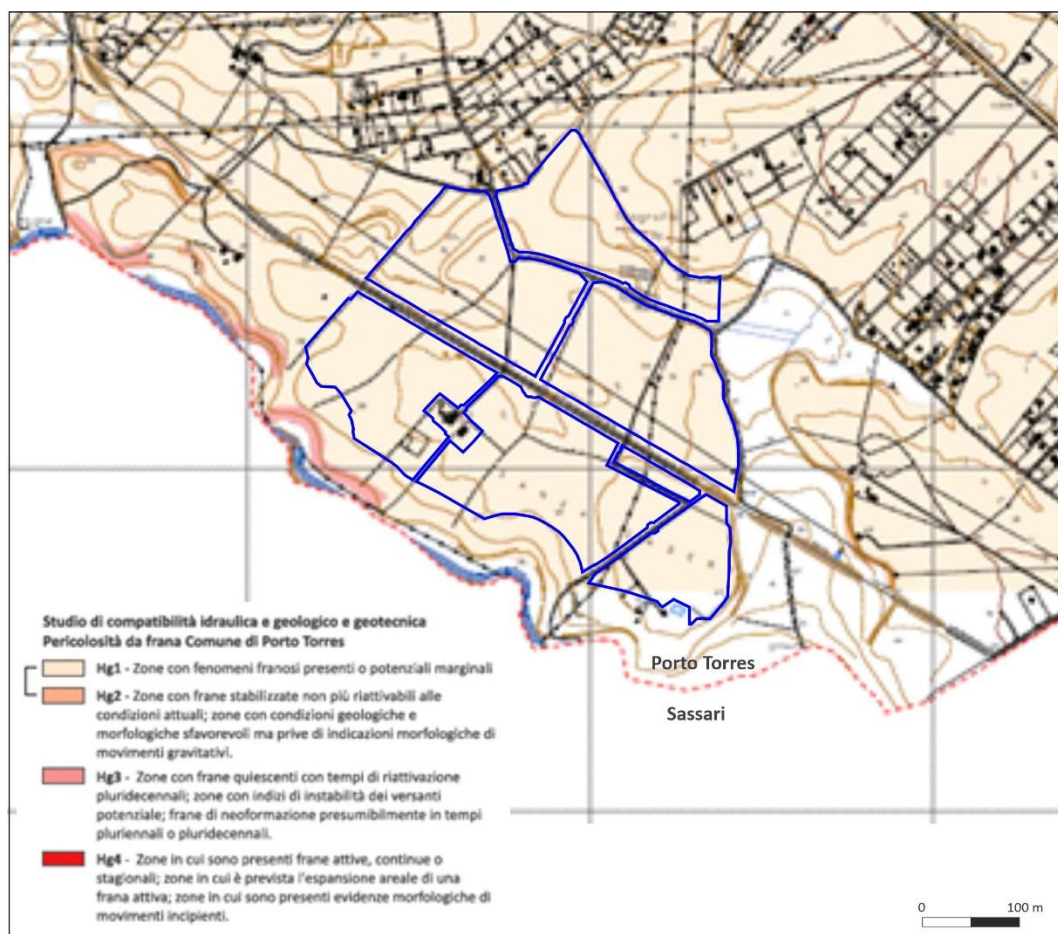 Porto Torres
Sassari
Studio di compatibilità idraulica e geologico e geotecnica
Pericolosità da frana Comune di Porto Torres
Hg1 - Zone con fenomeni franosi presenti o potenziali marginali
Hg2 - Zone con frane stabilizzate non più riattivabili alle
condizioni attuali; zone con condizioni geologiche e
morfologiche sfavorevoli ma prive di indicazioni morfologiche di
movimenti gravitativi.
Hg3 - Zone con frane quiescenti con tempi di riattivazione
pluridecennali; zone con indizi di instabilità dei versanti
potenziale; frane di neoformazione presumibilmente in tempi
pluriennali o pluridecennali.
Hg4 - Zone in cui sono presenti frane attive, continue o
stagionali; zone in cui è prevista l'espansione areale di una
frana attiva; zone in cui sono presenti evidenze morfologiche di
movimenti incipienti.
0 100 m